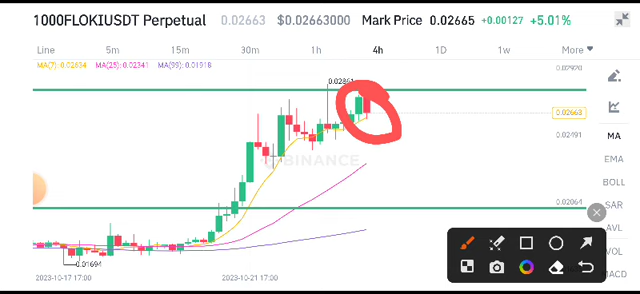 1000FLOKIUSDT Perpetual 0.02663 $0.02663000 Mark Price 0.02665 +0.00127 +5.01%
Line 5m 15m 30m 1h 4h 1D 1w More
MA(7): 0.02634 MA(25): 0.02341 MA(99): 0.01918
0.02920
0.02861
0.02663
0.02491
MA
EMA
BINANCE
BOLL
0.02064
SAR
AVL
VOL
0.01694
MACD
2023-10-17 17:00 2023-10-21 17:00